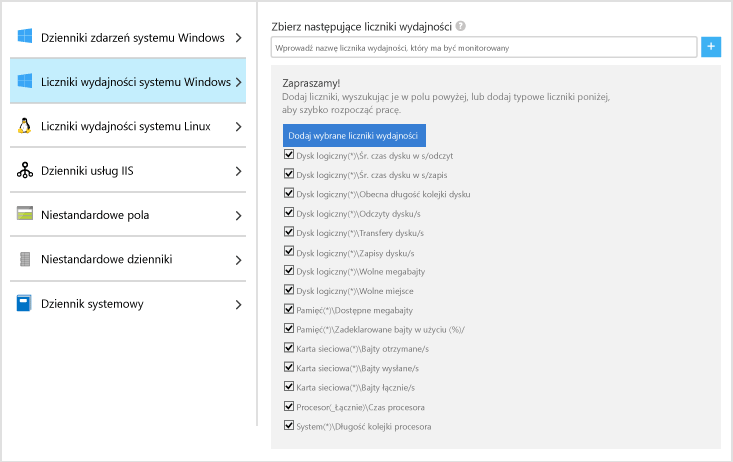 Dzienniki zdarzeń systemu Windows
Liczniki wydajności systemu Windows
Liczniki wydajności systemu Linux
Dzienniki usług IIS
Niestandardowe pola
Niestandardowe dzienniki
Dziennik systemowy
Zbierz następujące liczniki wydajności ?
Wprowadź nazwę licznika wydajności, który ma być monitorowany
+
Zapraszamy!
Dodaj liczniki, wyszukując je w polu powyżej, lub dodaj typowe liczniki poniżej,
aby szybko rozpocząć pracę.
Dodaj wybrane liczniki wydajności
Dysk logiczny(*)\Śr. czas dysku w s/odczyt
Dysk logiczny(*)\Śr. czas dysku w s/zapis
Dysk logiczny(*)\Obecna długość kolejki dysku
Dysk logiczny(*)\Odczyty dysku/s
Dysk logiczny(*)\Transfery dysku/s
Dysk logiczny(*)\Zapisy dysku/s
Dysk logiczny(*)\Wolne megabajty
Dysk logiczny(*)\Wolne miejsce
Pamięć(*)\Dostępne megabajty
Pamięć(*)\Zadeklarowane bajty w użyciu (%)/
Karta sieciowa(*)\Bajty otrzymane/s
Karta sieciowa(*)\Bajty wysłane/s
Karta sieciowa(*)\Bajty łącznie/s
Procesor(_Łącznie)\Czas procesora
System(*)\Długość kolejki procesora